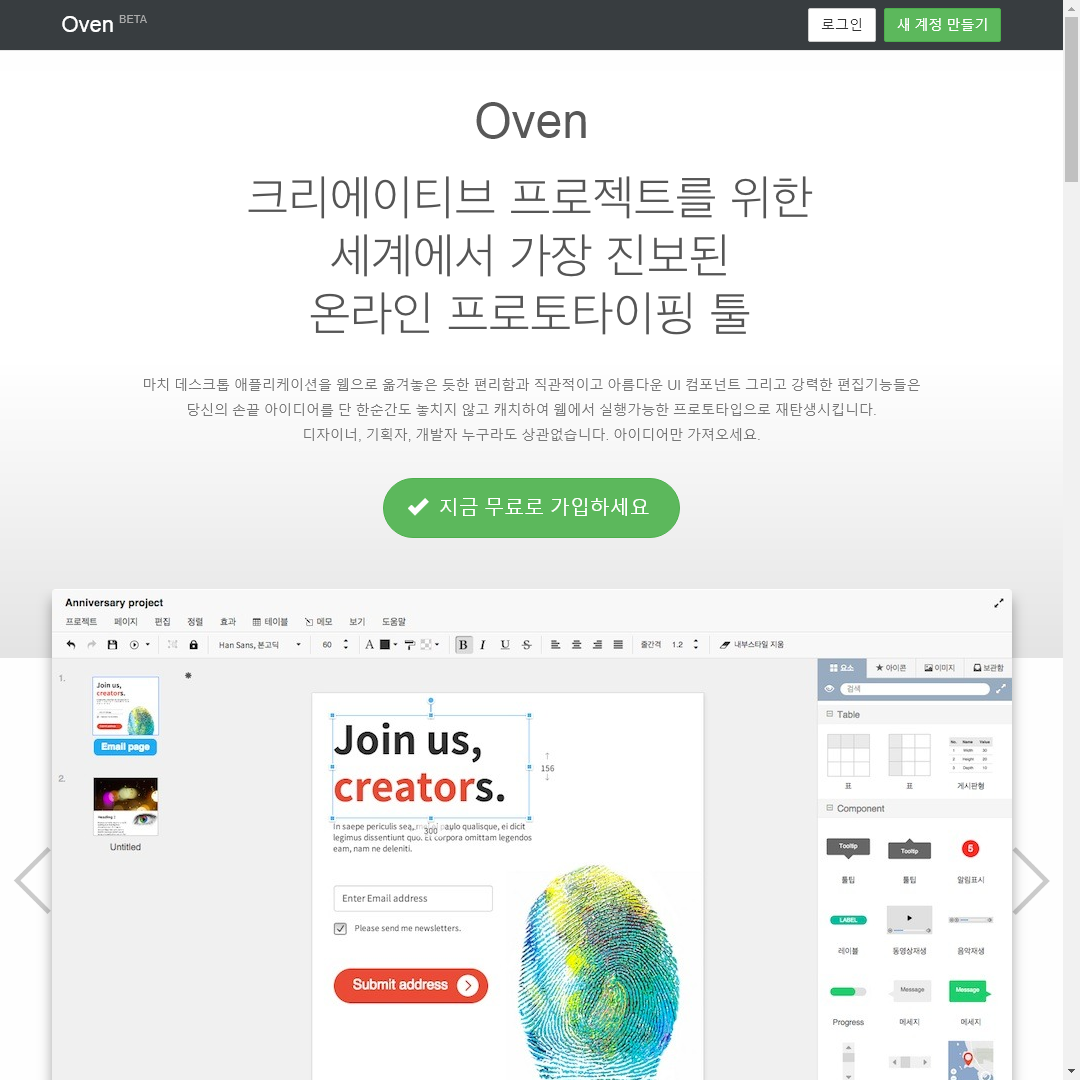 Oven BETA
로그인
새 계정 만들기
Oven
크리에이티브 프로젝트를 위한
세계에서 가장 진보된
온라인 프로토타이핑 툴
마치 데스크톱 애플리케이션을 웹으로 옮겨놓은 듯한 편리함과 직관적이고 아름다운 UI 컴포넌트 그리고 강력한 편집기능들은
당신의 손끝 아이디어를 단 한순간도 놓치지 않고 캐치하여 웹에서 실행가능한 프로토타입으로 재탄생시킵니다.
디자이너, 기획자, 개발자 누구라도 상관없습니다. 아이디어만 가져오세요.
지금 무료로 가입하세요
Anniversary project
프로젝트 페이지 편집 정렬 효과 테이블 메모 보기 도움말
Han Sans, 본고딕 60 A B I U S 줄간격 1.2 내부스타일 지움
요소 아이콘 이미지 보관함
검색
1.
Join us,
creators.
Email page
2.
Untitled
Join us,
creators.
156
300
In saepe periculis sea, paulo qualisque, ei dicit
legimus dissentiunt quo. Et corpora omittam legendos
eam, nam ne deleniti.
Enter Email address
Please send me newsletters.
Submit address
Table
No. Name Value
1 Width 30
2 Height 20
3 Depth 10
표 표 게시판형
Component
Tooltip Tooltip 5
툴팁 툴팁 알림표시
LABEL
레이블 동영상재생 음악재생
Message Message
Progress 메세지 메세지